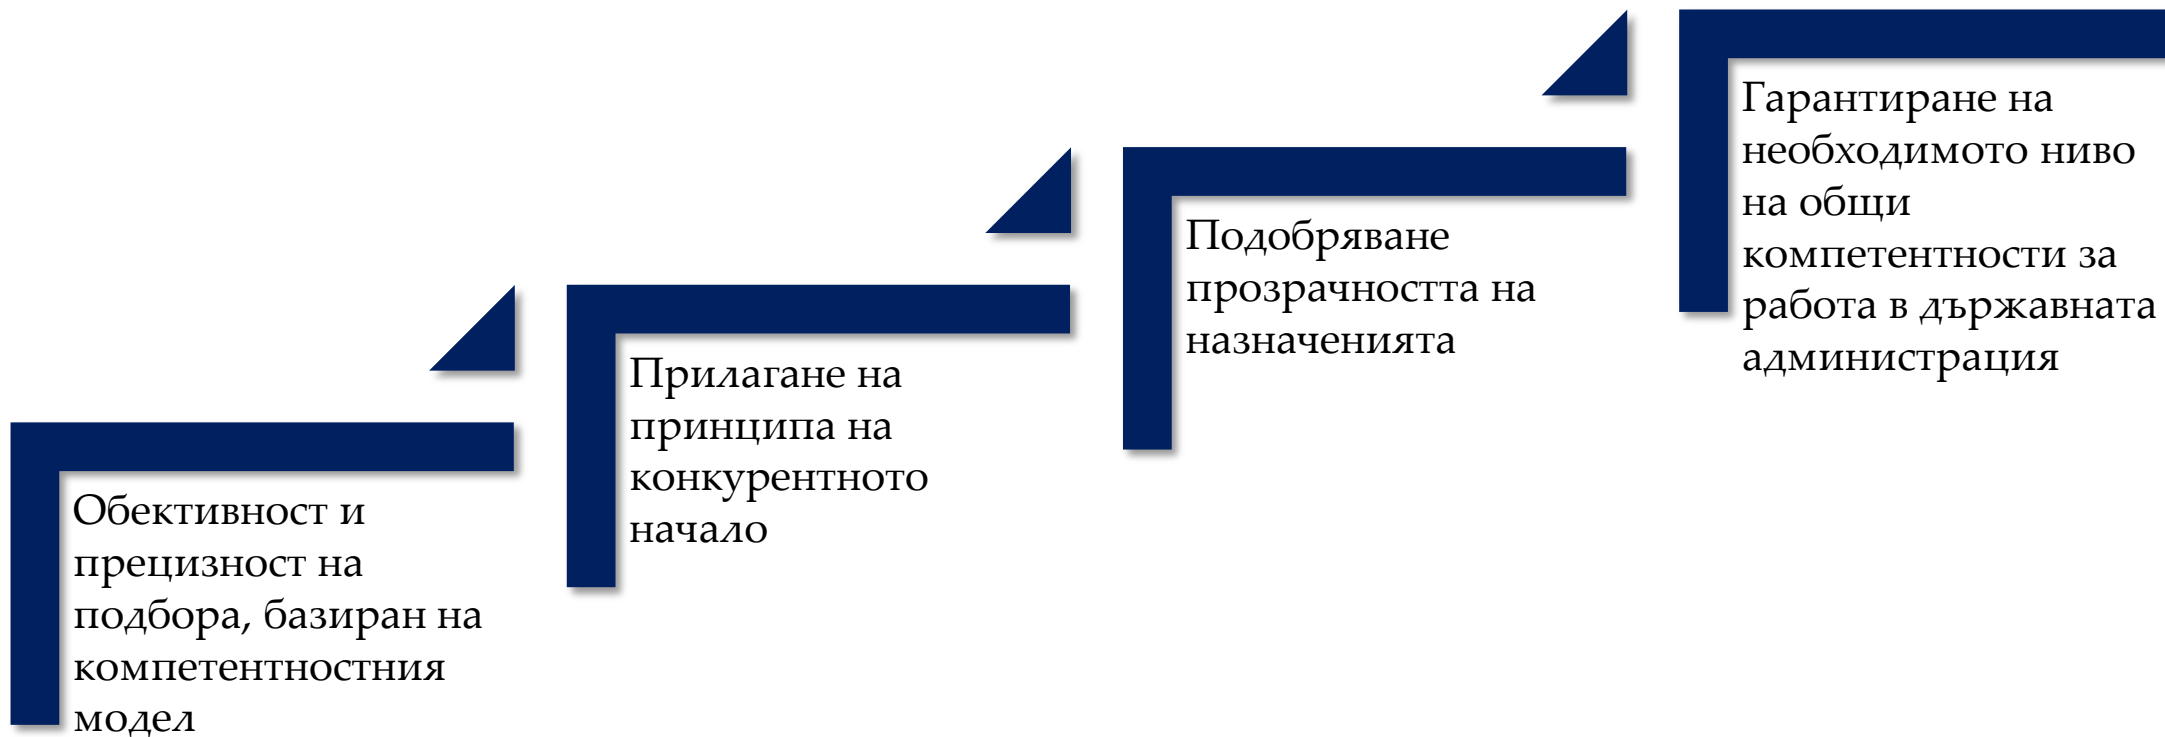 Обективност и
прецизност на
подбора, базиран на
компетентностния
модел
Прилагане на
принципа на
конкурентното
начало
Подобряване
прозрачността на
назначенията
Гарантиране на
необходимото ниво
на общи
компетентности за
работа в държавната
администрация